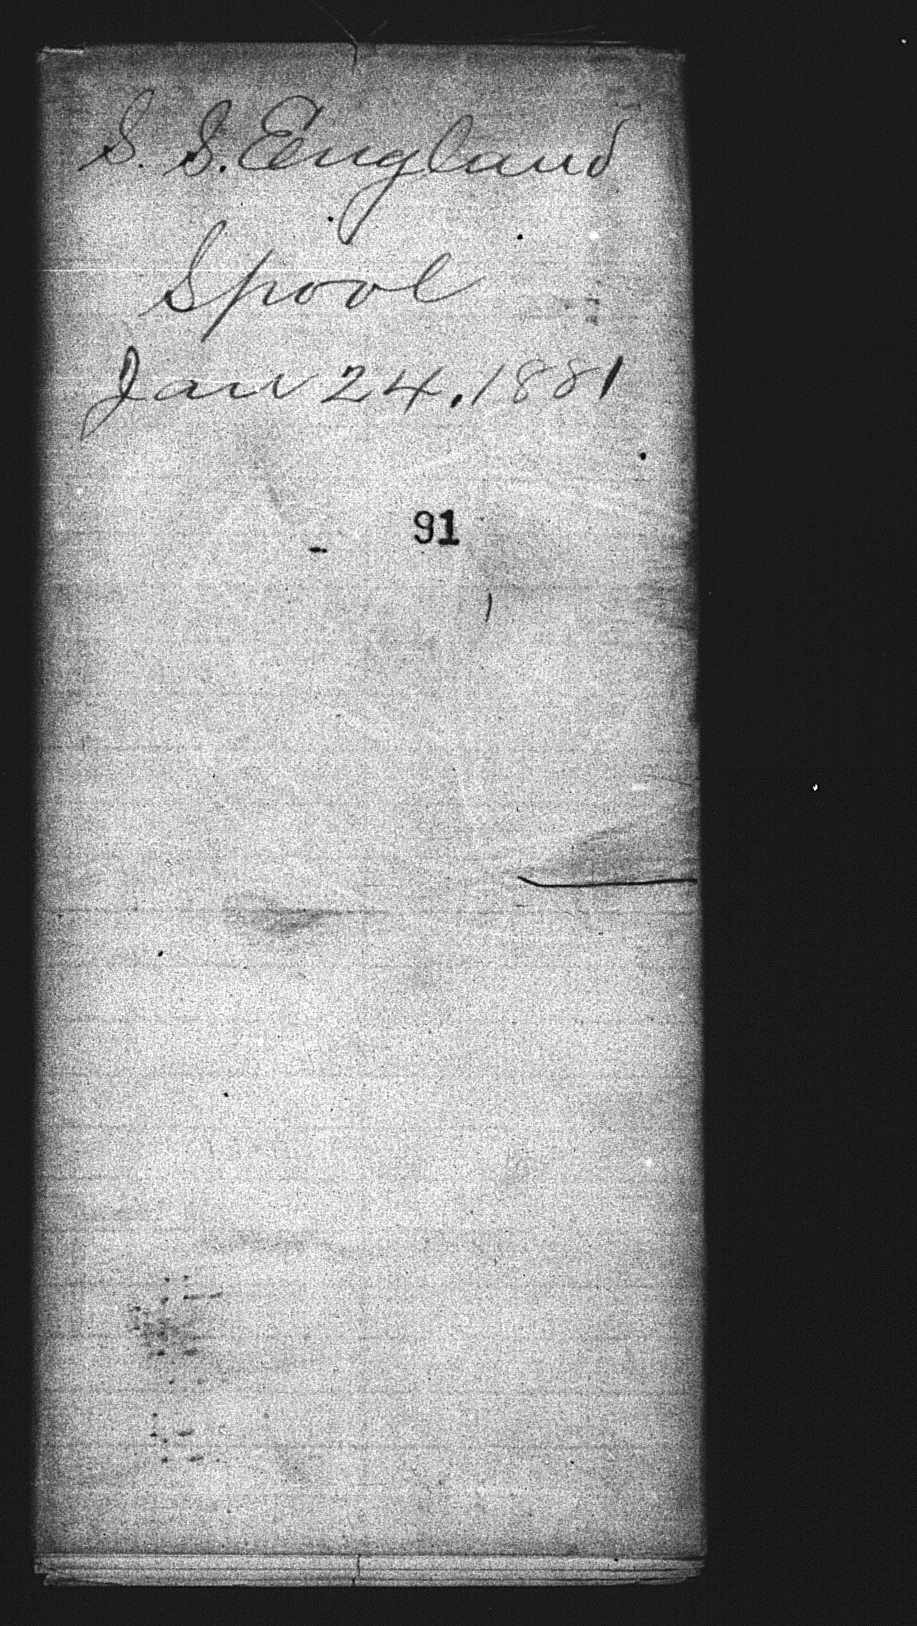 S. S. England
Spool
Jan 24. 1881
91